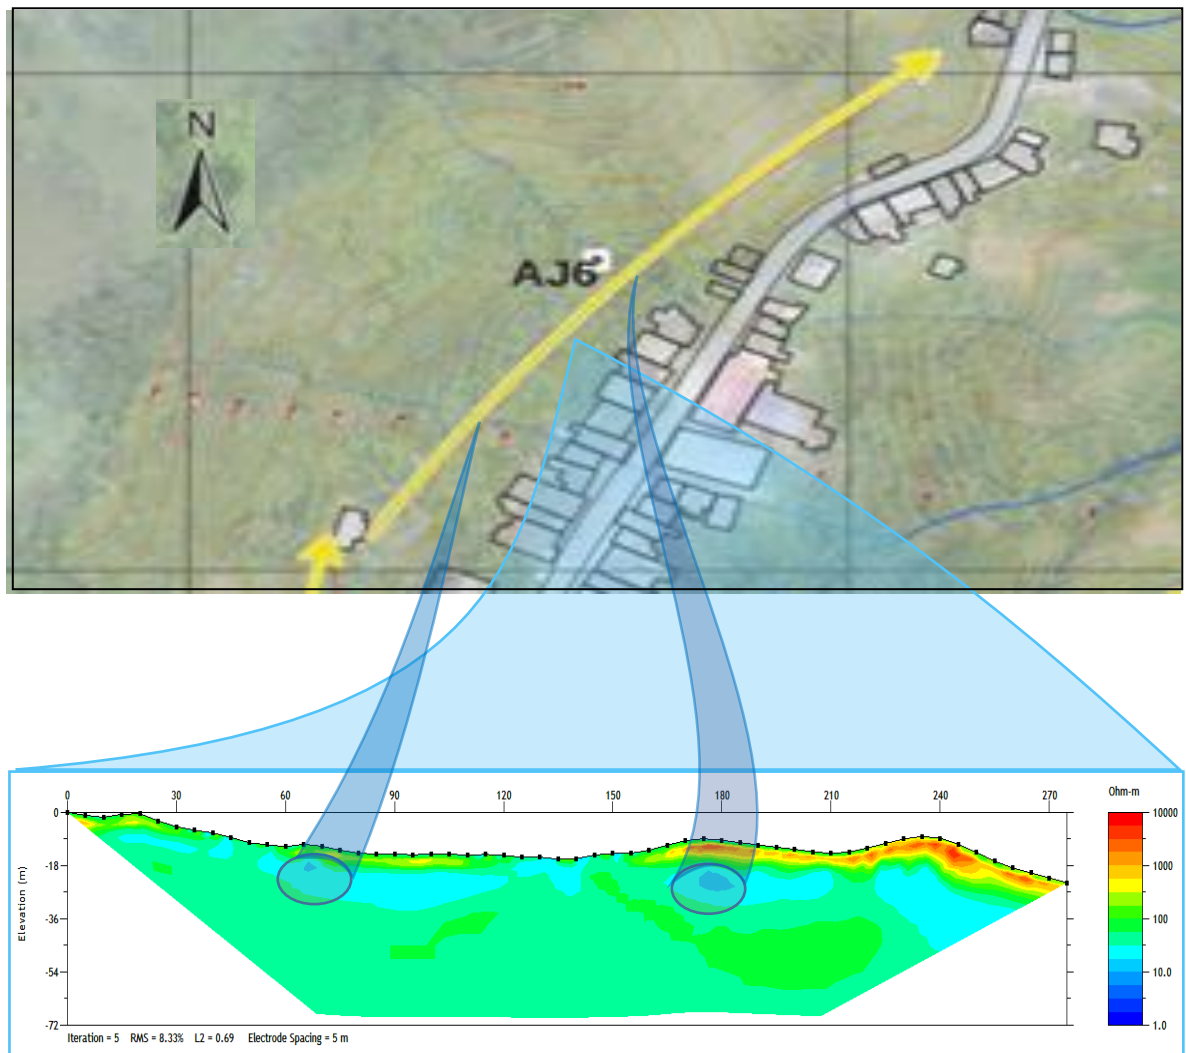 N
AJ6
0 30 60 90 120 150 180 210 240 270
Ohm-m
0
-18
-36
-54
-72
Elevation (m)
10000
1000
100
10.0
1.0
Iteration = 5 RMS = 8.33% L2 = 0.69 Electrode Spacing = 5 m